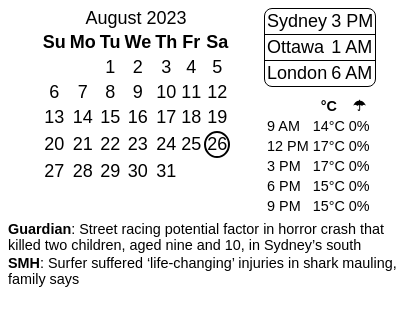 August 2023
Su Mo Tu We Th Fr Sa
1 2 3 4 5
6 7 8 9 10 11 12
13 14 15 16 17 18 19
20 21 22 23 24 25 26
27 28 29 30 31
Sydney 3 PM
Ottawa 1 AM
London 6 AM
°C ☂
9 AM 14°C 0%
12 PM 17°C 0%
3 PM 17°C 0%
6 PM 15°C 0%
9 PM 15°C 0%
Guardian: Street racing potential factor in horror crash that
killed two children, aged nine and 10, in Sydney’s south
SMH: Surfer suffered ‘life-changing’ injuries in shark mauling,
family says